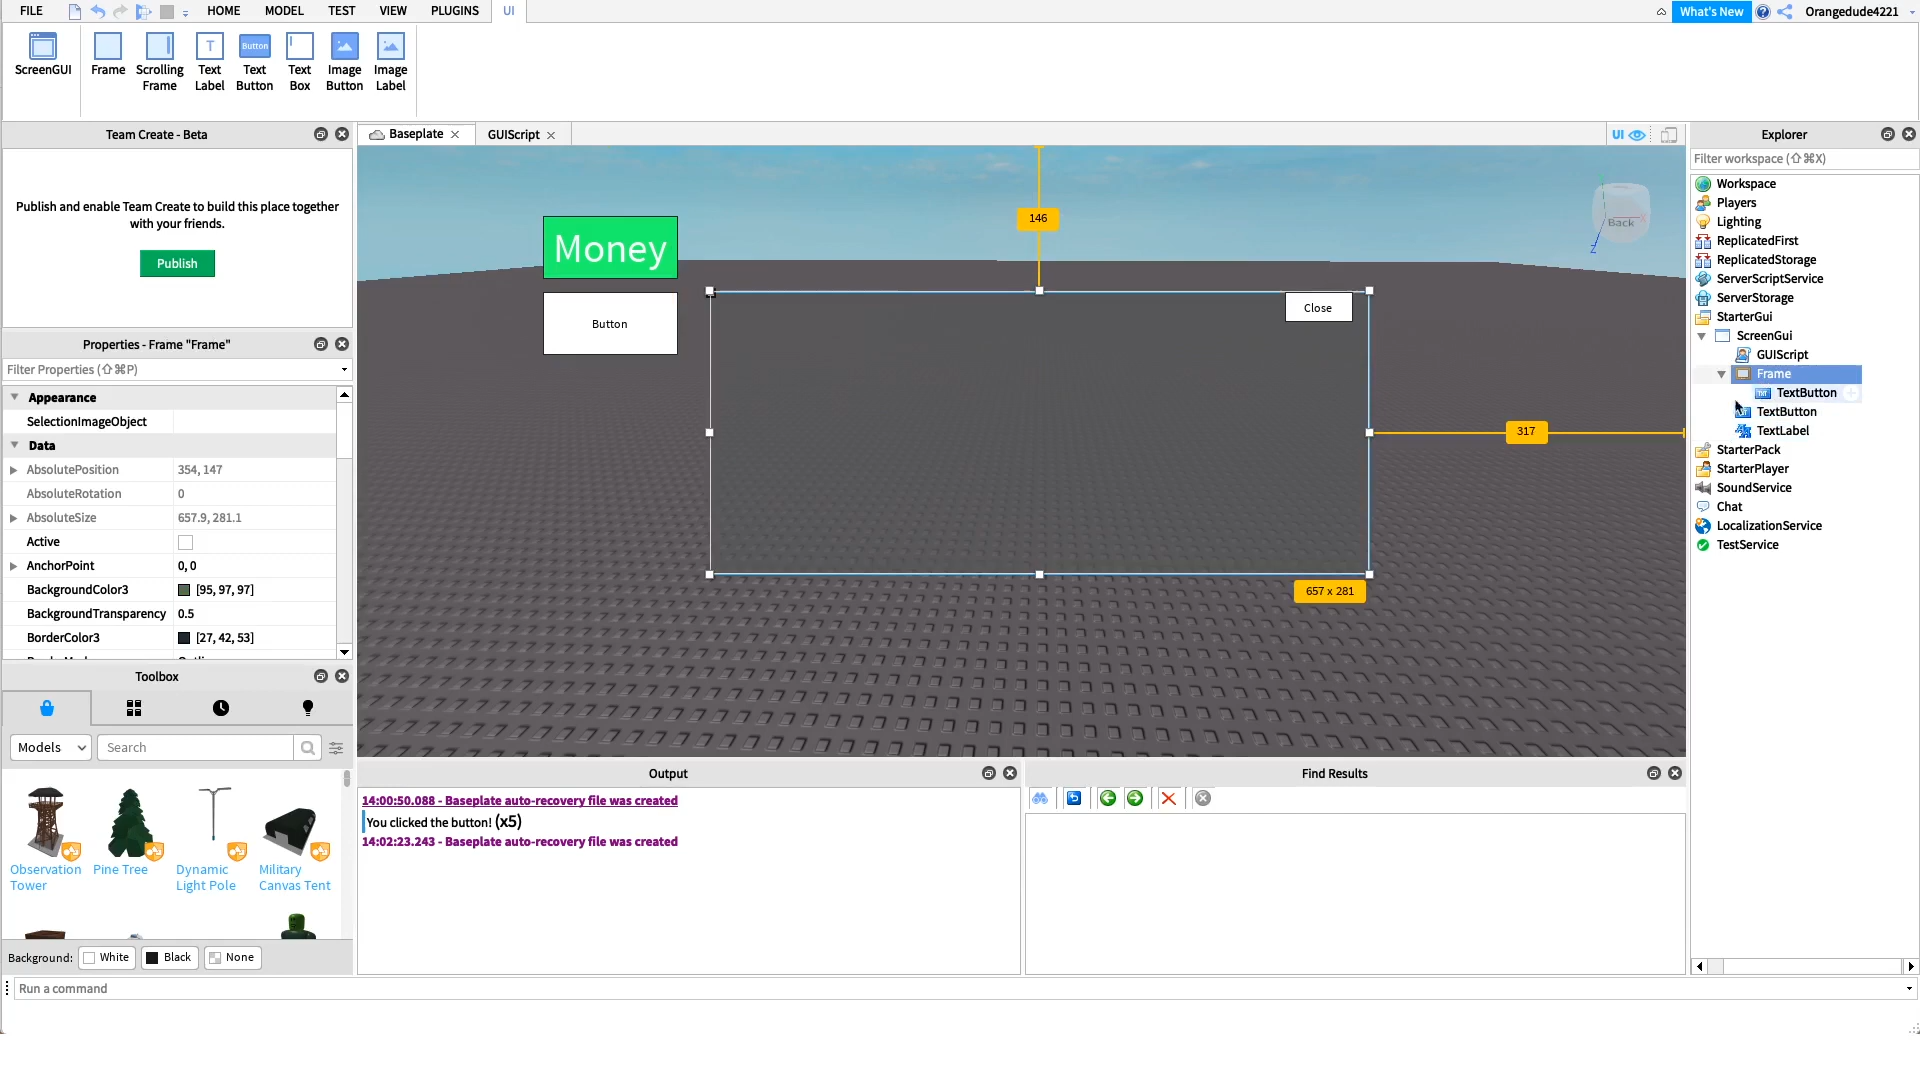 FILE
HOME
MODEL
TEST
VIEW
PLUGINS
UI
What's New
Orangedude4221
ScreenGUI
Frame
Scrolling
Frame
Text
Label
Button
Text
Button
Text
Box
Image
Button
Image
Label
Team Create - Beta
Publish and enable Team Create to build this place together
with your friends.
Publish
Properties - Frame "Frame"
Filter Properties (⇧⌘P)
Appearance
SelectionImageObject
Data
AbsolutePosition 354, 147
AbsoluteRotation 0
AbsoluteSize 657.9, 281.1
Active
AnchorPoint 0, 0
BackgroundColor3 [95, 97, 97]
BackgroundTransparency 0.5
BorderColor3 [27, 42, 53]
Toolbox
Models
Search
Observation
Tower
Pine Tree
Dynamic
Light Pole
Military
Canvas Tent
Background: White Black None
Baseplate
GUIScript
UI
Money
Button
146
Back
Z
Close
317
657 x 281
Output
14:00:50.088 - Baseplate auto-recovery file was created
You clicked the button! (x5)
14:02:23.243 - Baseplate auto-recovery file was created
Find Results
Explorer
Filter workspace (⇧⌘X)
Workspace
Players
Lighting
ReplicatedFirst
ReplicatedStorage
ServerScriptService
ServerStorage
StarterGui
ScreenGui
GUIScript
Frame
TextButton
TextButton
TextLabel
StarterPack
StarterPlayer
SoundService
Chat
LocalizationService
TestService
Run a command